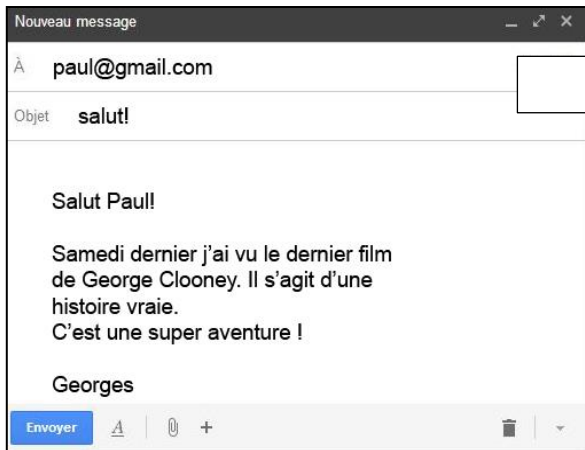 Nouveau message
À paul@gmail.com
Objet salut!
Salut Paul!
Samedi dernier j'ai vu le dernier film
de George Clooney. Il s'agit d'une
histoire vraie.
C'est une super aventure !
Georges
Envoyer A